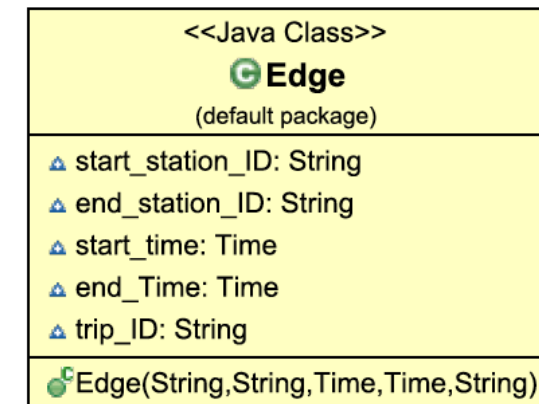 <<Java Class>>
Edge
(default package)
start_station_ID: String
end_station_ID: String
start_time: Time
end_Time: Time
trip_ID: String
Edge(String,String,Time,Time,String)